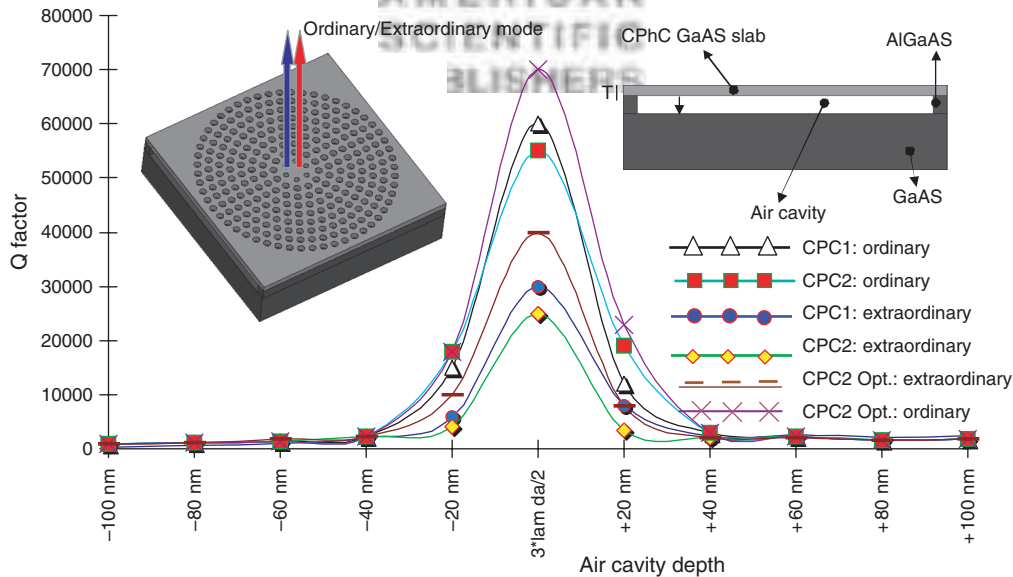 AMERICAN
SCIENTIFIC
PUBLISHERS
80000
70000
60000
50000
40000
30000
20000
10000
0
Q factor
Ordinary/Extraordinary mode
CPhC GaAS slab
AlGaAS
T
Air cavity
GaAS
CPC1: ordinary
CPC2: ordinary
CPC1: extraordinary
CPC2: extraordinary
CPC2 Opt.: extraordinary
CPC2 Opt.: ordinary
−100 nm
−80 nm
−60 nm
−40 nm
−20 nm
3*lam da/2
+20 nm
+40 nm
+60 nm
+80 nm
+100 nm
Air cavity depth